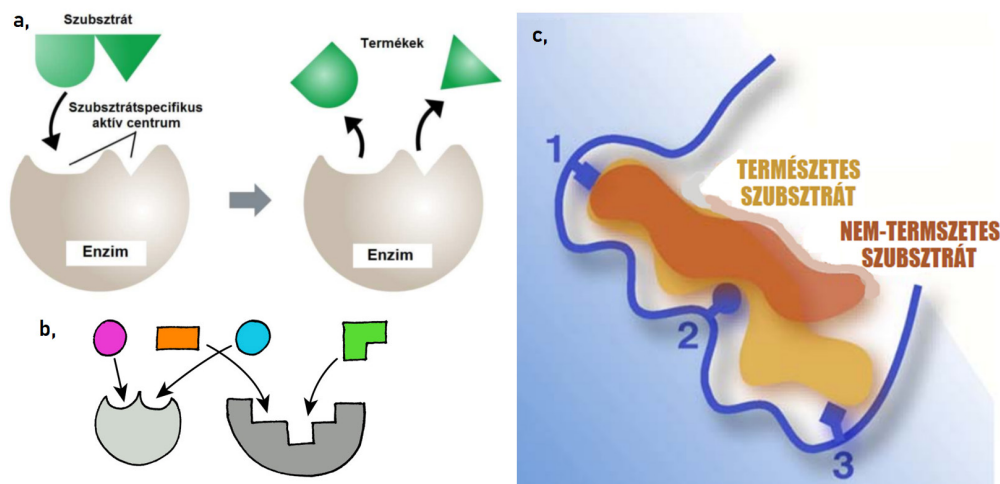 a,
Szubsztrát
Szubsztrátspecifikus
aktív centrum
Enzim
Termékek
Enzim
b,
c,
1
TERMÉSZETES
SZUBSZTRÁT
NEM-TERMSZETES
SZUBSZTRÁT
2
3